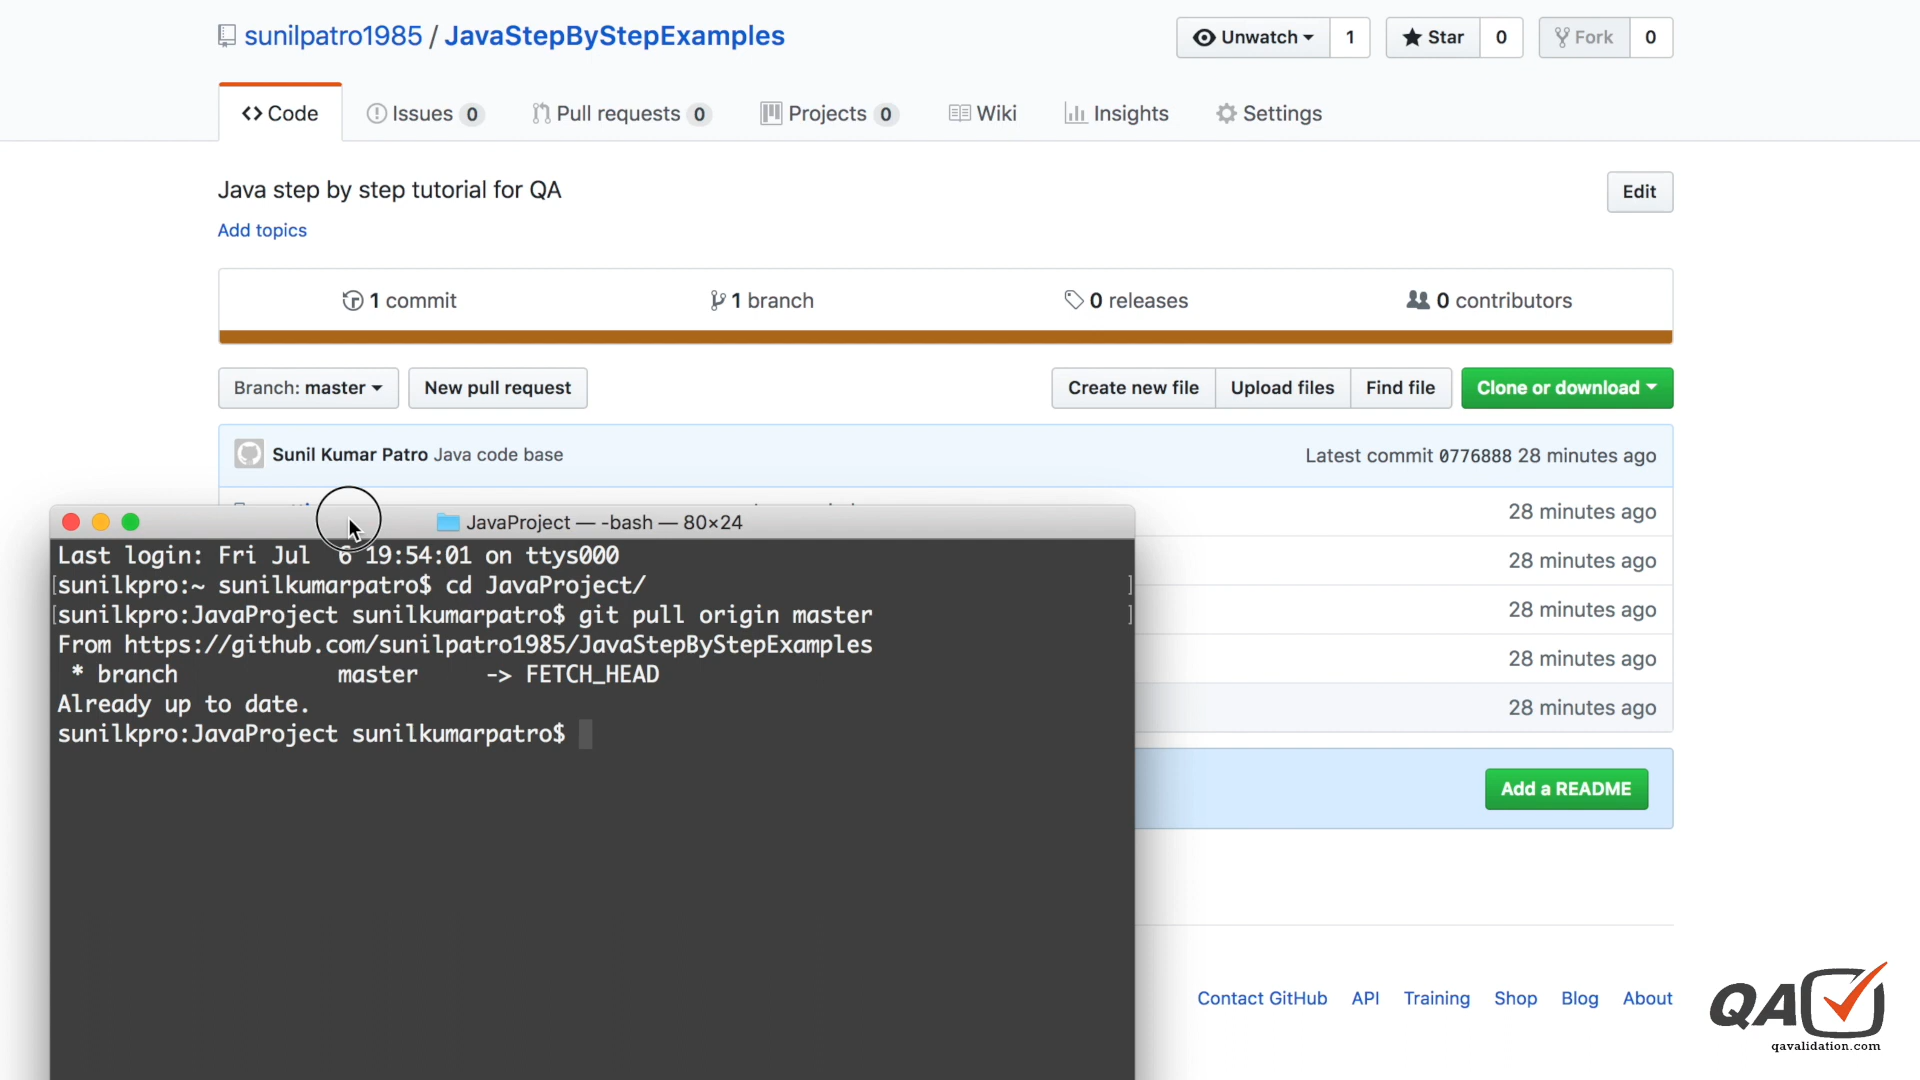 sunilpatro1985 / JavaStepByStepExamples
Unwatch 1 Star 0 Fork 0
Code Issues 0 Pull requests 0 Projects 0 Wiki Insights Settings
Java step by step tutorial for QA
Edit
Add topics
1 commit 1 branch 0 releases 0 contributors
Branch: master New pull request Create new file Upload files Find file Clone or download
Sunil Kumar Patro Java code base Latest commit 0776888 28 minutes ago
28 minutes ago
JavaProject — -bash — 80×24
Last login: Fri Jul 6 19:54:01 on ttys000
28 minutes ago
[sunilkpro:~ sunilkumarpatro$ cd JavaProject/ ]
[sunilkpro:JavaProject sunilkumarpatro$ git pull origin master ]
28 minutes ago
From https://github.com/sunilpatro1985/JavaStepByStepExamples
28 minutes ago
* branch master -> FETCH_HEAD
Already up to date.
28 minutes ago
sunilkpro:JavaProject sunilkumarpatro$
Add a README
Contact GitHub API Training Shop Blog About
QA
qavalidation.com